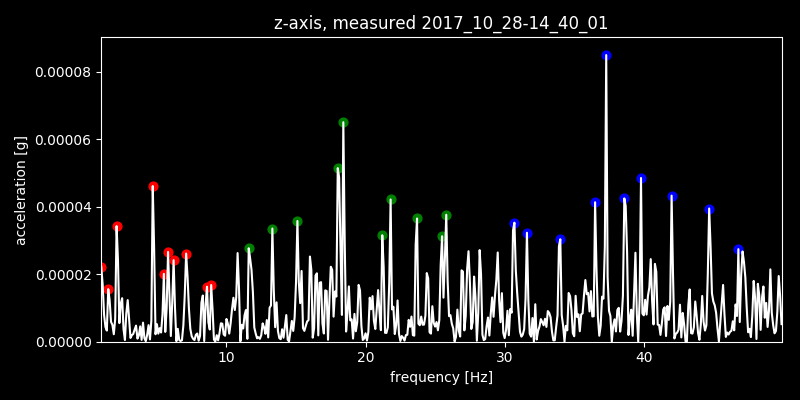 z-axis, measured 2017_10_28-14_40_01
0.00008
0.00006
0.00004
0.00002
0.00000
acceleration [g]
10 20 30 40
frequency [Hz]